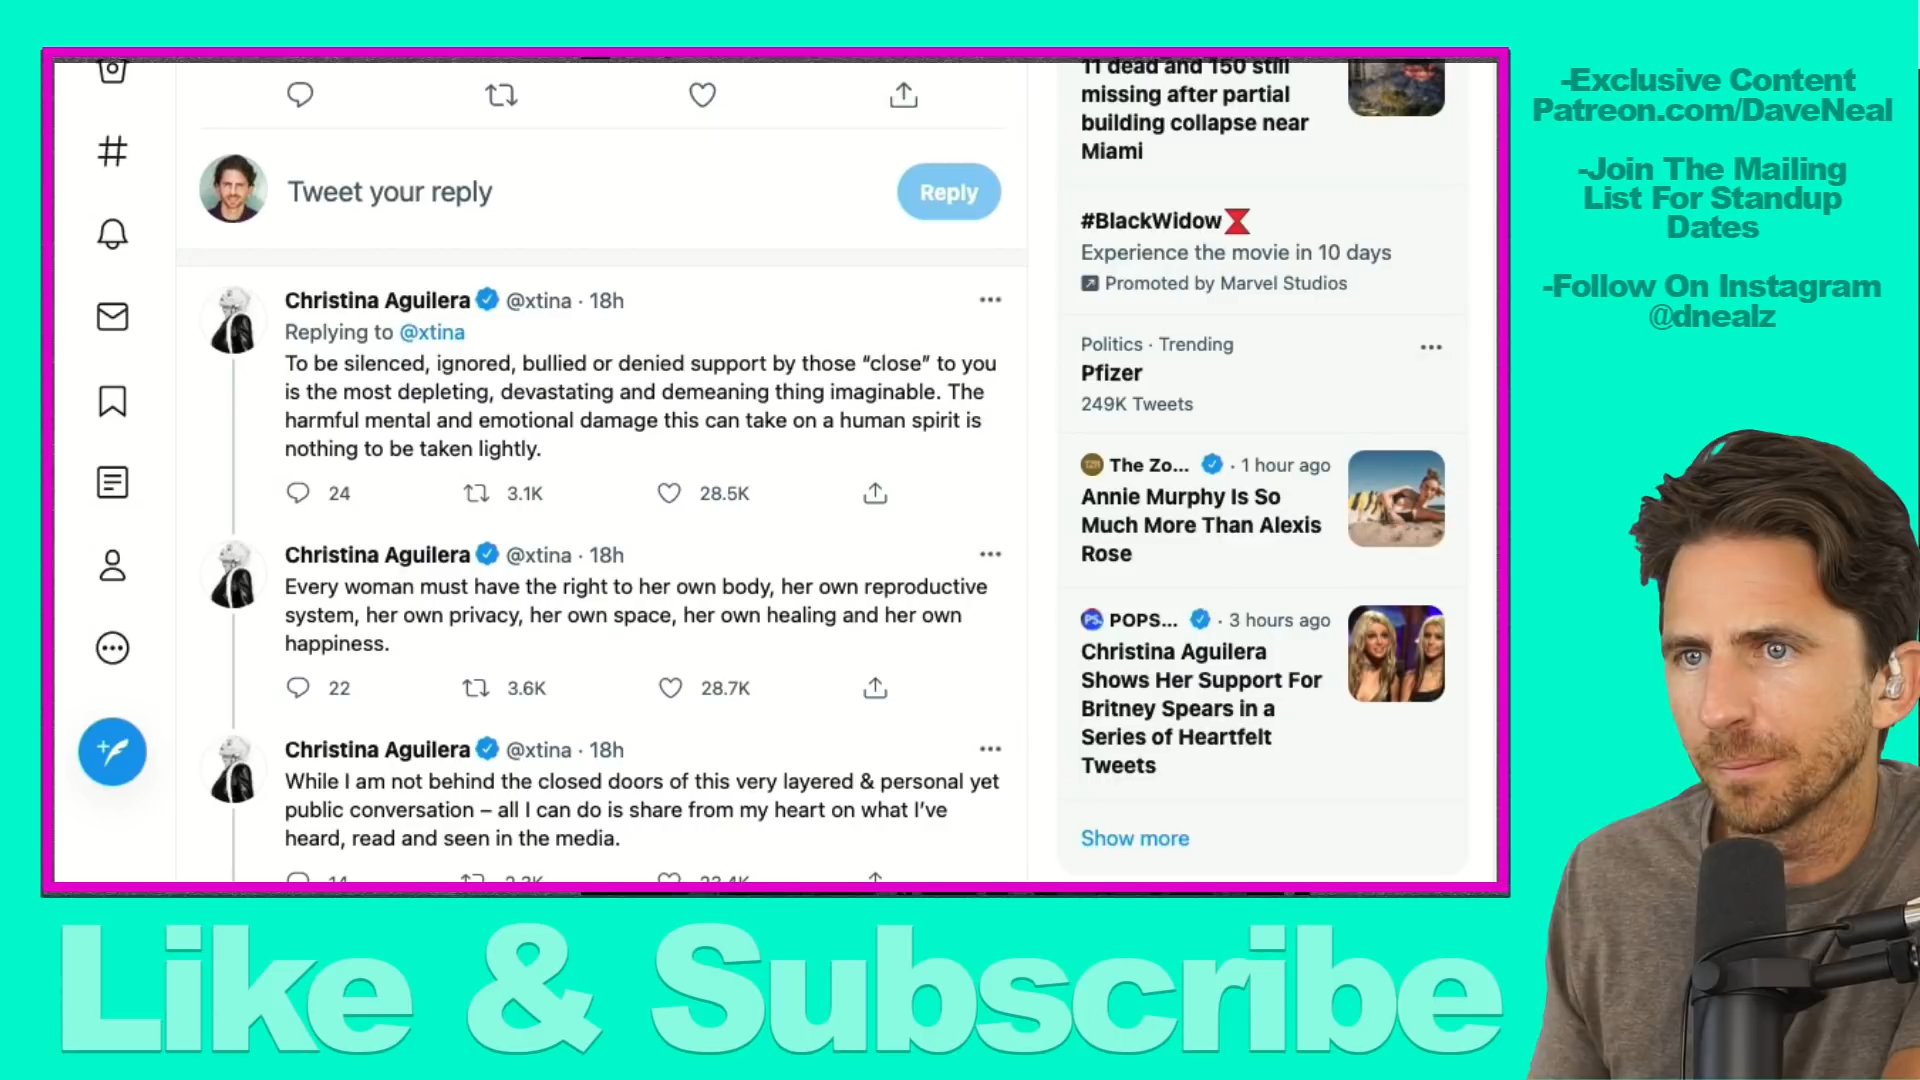 Tweet your reply
Reply
Christina Aguilera @xtina · 18h
Replying to @xtina
To be silenced, ignored, bullied or denied support by those “close” to you
is the most depleting, devastating and demeaning thing imaginable. The
harmful mental and emotional damage this can take on a human spirit is
nothing to be taken lightly.
24 3.1K 28.5K
Christina Aguilera @xtina · 18h
Every woman must have the right to her own body, her own reproductive
system, her own privacy, her own space, her own healing and her own
happiness.
22 3.6K 28.7K
Christina Aguilera @xtina · 18h
While I am not behind the closed doors of this very layered & personal yet
public conversation – all I can do is share from my heart on what I’ve
heard, read and seen in the media.
11 dead and 150 still
missing after partial
building collapse near
Miami
#BlackWidow
Experience the movie in 10 days
Promoted by Marvel Studios
Politics · Trending
Pfizer
249K Tweets
The Zo... · 1 hour ago
Annie Murphy Is So
Much More Than Alexis
Rose
POPS... · 3 hours ago
Christina Aguilera
Shows Her Support For
Britney Spears in a
Series of Heartfelt
Tweets
Show more
-Exclusive Content
Patreon.com/DaveNeal
-Join The Mailing
List For Standup
Dates
-Follow On Instagram
@dnealz
Like & Subscribe